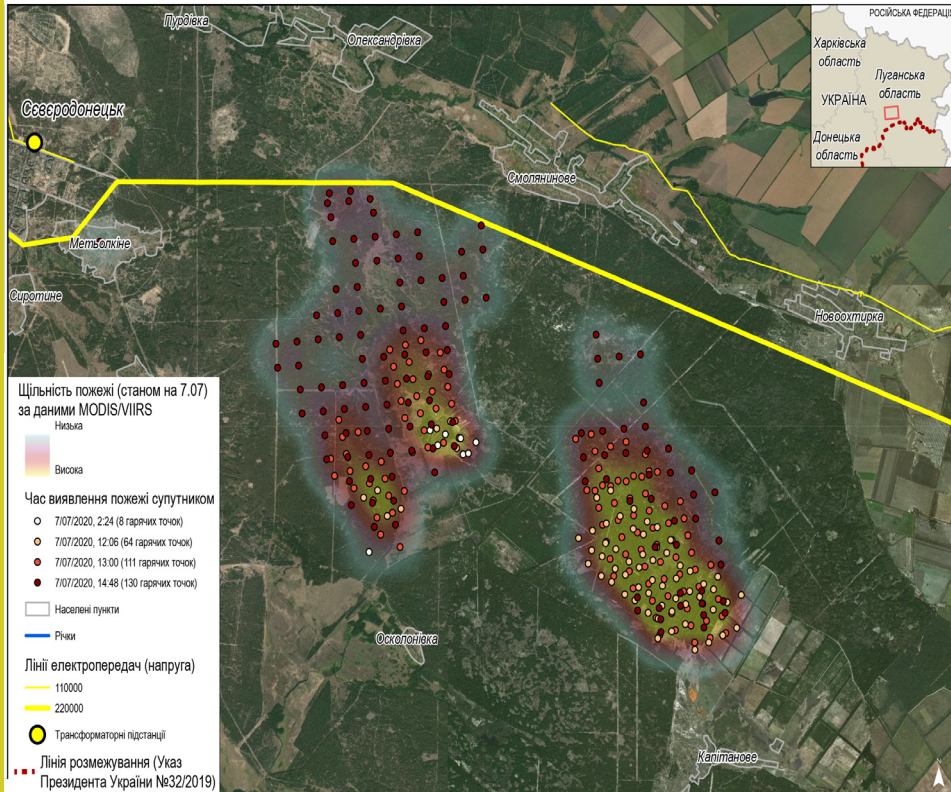 Пурдівка
Олександрівка
РОСІЙСЬКА ФЕДЕРАЦІЯ
Харківська
область
Луганська
область
УКРАЇНА
Донецька
область
Сєвєродонецьк
Смолянинове
Метьолкіне
Сиротине
Новоохтирка
Щільність пожежі (станом на 7.07)
за даними MODIS/VIIRS
Низька
Висока
Час виявлення пожежі супутником
7/07/2020, 2:24 (8 гарячих точок)
7/07/2020, 12:06 (64 гарячих точок)
7/07/2020, 13:00 (111 гарячих точок)
7/07/2020, 14:48 (130 гарячих точок)
Населені пункти
Річки
Лінії електропередач (напруга)
110000
220000
Трансформаторні підстанції
Лінія розмежування (Указ
Президента України №32/2019)
Осколонівка
Капітанове